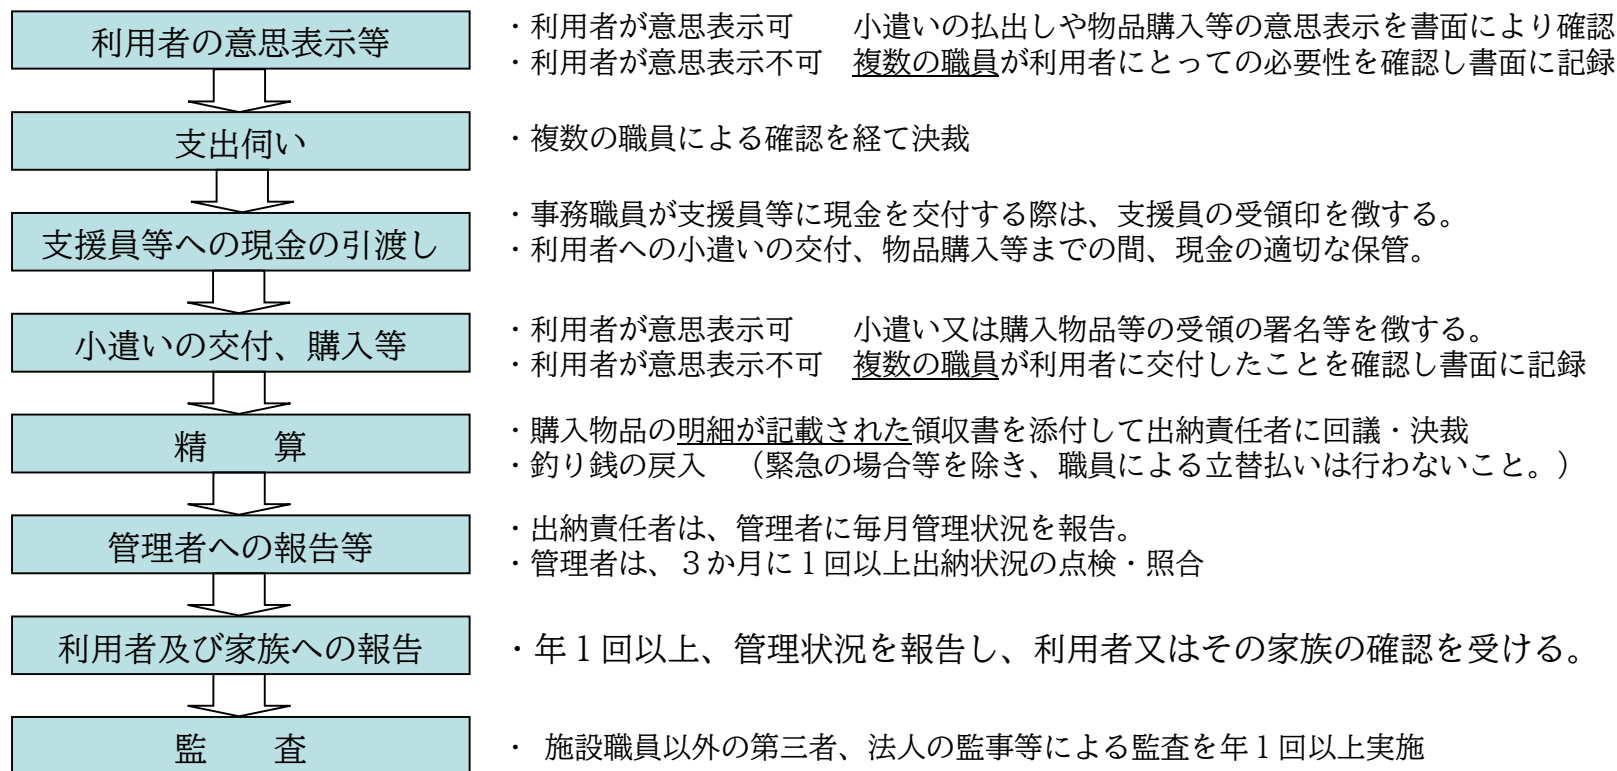 利用者の意思表示等
・利用者が意思表示可　　小遣いの払出しや物品購入等の意思表示を書面により確認
・利用者が意思表示不可　複数の職員が利用者にとっての必要性を確認し書面に記録
支出伺い
・複数の職員による確認を経て決裁
支援員等への現金の引渡し
・事務職員が支援員等に現金を交付する際は、支援員の受領印を徴する。
・利用者への小遣いの交付、物品購入等までの間、現金の適切な保管。
小遣いの交付、購入等
・利用者が意思表示可　　小遣い又は購入物品等の受領の署名等を徴する。
・利用者が意思表示不可　複数の職員が利用者に交付したことを確認し書面に記録
精　　算
・購入物品の明細が記載された領収書を添付して出納責任者に回議・決裁
・釣り銭の戻入　（緊急の場合等を除き、職員による立替払いは行わないこと。）
管理者への報告等
・出納責任者は、管理者に毎月管理状況を報告。
・管理者は、３か月に１回以上出納状況の点検・照合
利用者及び家族への報告
・年１回以上、管理状況を報告し、利用者又はその家族の確認を受ける。
監　　査
・ 施設職員以外の第三者、法人の監事等による監査を年１回以上実施